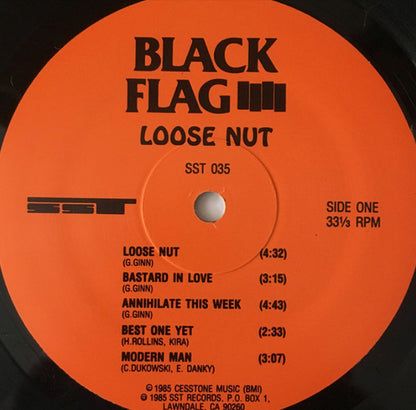 BLACK
FLAG
LOOSE NUT
SST 035
SST
SIDE ONE
33⅓ RPM
LOOSE NUT (4:32)
(G.GINN)
BASTARD IN LOVE (3:15)
(G.GINN)
ANNIHILATE THIS WEEK (4:43)
(G.GINN)
BEST ONE YET (2:33)
(H.ROLLINS, KIRA)
MODERN MAN (3:07)
(C.DUKOWSKI, E. DANKY)
© 1985 CESSTONE MUSIC (BMI)
℗ 1985 SST RECORDS, P.O. BOX 1,
LAWNDALE, CA 90260